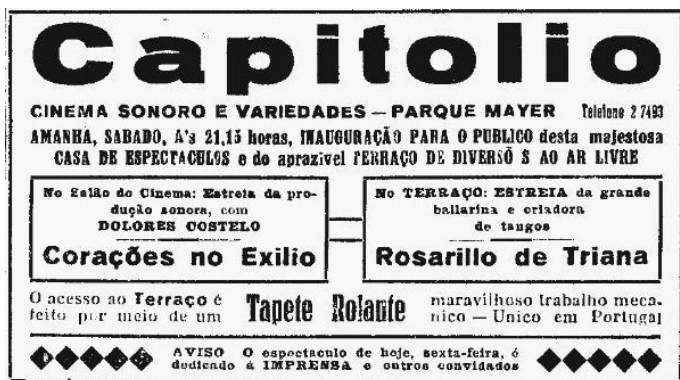 Capitolio
CINEMA SONORO E VARIEDADES — PARQUE MAYER Telefone 2 7493
AMANHÃ, SABADO, A's 21,15 horas, INAUGURAÇÃO PARA O PUBLICO desta majestosa
CASA DE ESPECTACULOS e do aprazivel TERRAÇO DE DIVERSÕ S AO AR LIVRE
No Salão do Cinema: Estreia da pro-
dução sonora, com
DOLORES COSTELO
Corações no Exilio
No TERRAÇO: ESTREIA da grande
bailarina e criadora
de tangos
Rosarillo de Triana
O acesso ao Terraço é
feito por meio de um
Tapete Rolante
maravilhoso trabalho meca-
nico — Unico em Portugal
AVISO O espectaculo de hoje, sexta-feira, é
dedicado á IMPRENSA e outros convidados